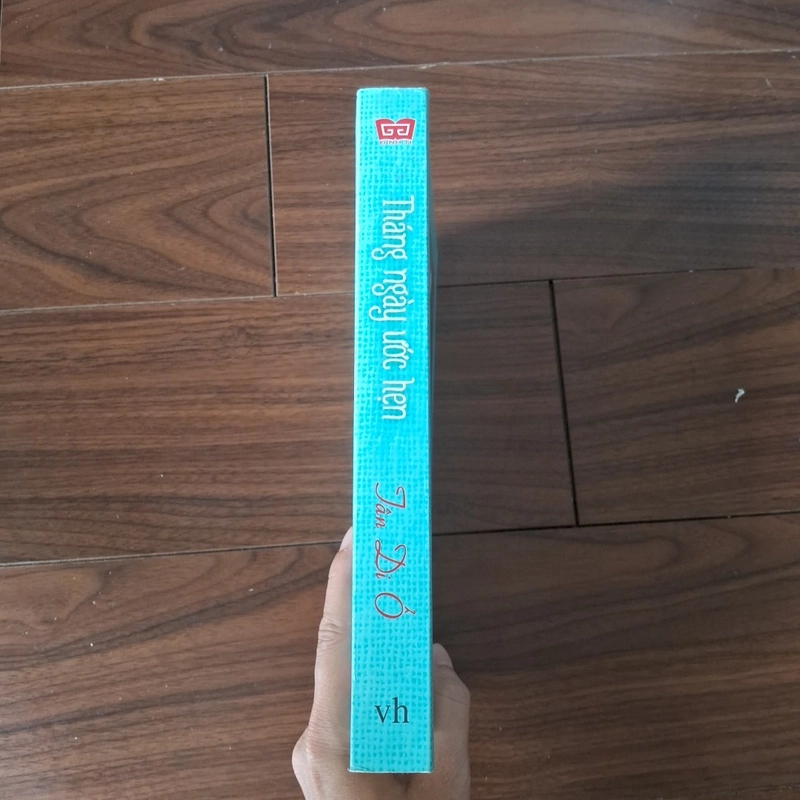 Tháng ngày ước hẹn
Tân Di Ổ
vh